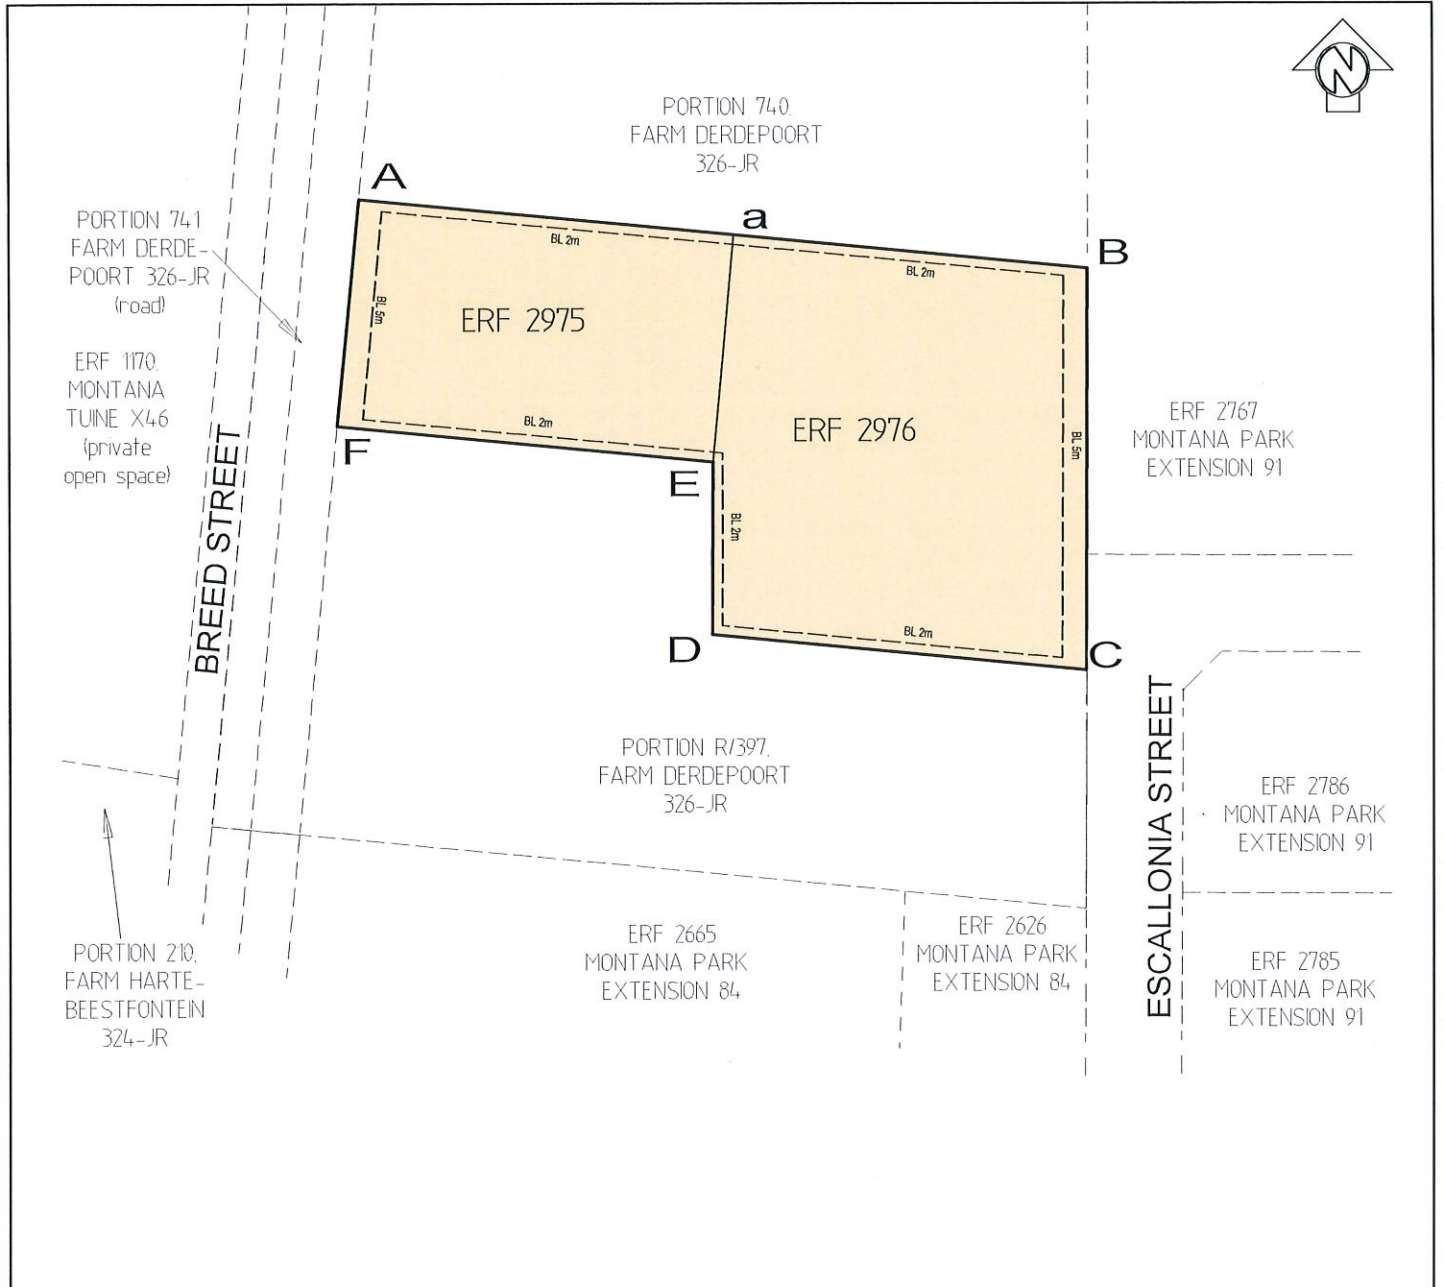 N
PORTION 740.
FARM DERDEPOORT
326-JR
A
a
B
PORTION 741
FARM DERDE-
POORT 326-JR
(road)
ERF 1170.
MONTANA
TUINE X46
(private
open space)
BL 2m
BL 2m
BL 5m
ERF 2975
ERF 2976
BL 2m
BL 5m
F
E
BL 2m
ERF 2767
MONTANA PARK
EXTENSION 91
BREED STREET
D
BL 2m
C
PORTION R/397.
FARM DERDEPOORT
326-JR
ESCALLONIA STREET
ERF 2786
MONTANA PARK
EXTENSION 91
PORTION 210.
FARM HARTE-
BEESTFONTEIN
324-JR
ERF 2665
MONTANA PARK
EXTENSION 84
ERF 2626
MONTANA PARK
EXTENSION 84
ERF 2785
MONTANA PARK
EXTENSION 91